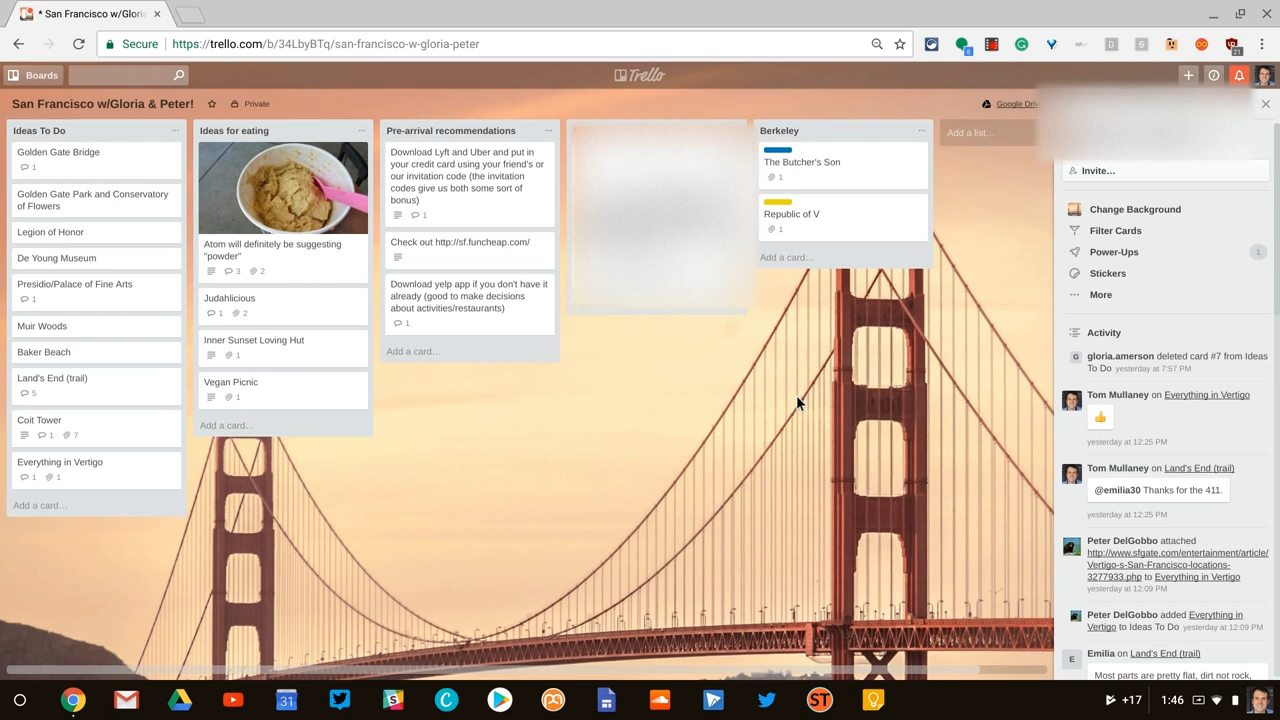 * San Francisco w/Gloria
Secure
https://trello.com/b/34LbyBTq/san-francisco-w-gloria-peter
8
D
S
21
Boards
Trello
San Francisco w/Gloria & Peter!
Private
Google Driv
Ideas To Do
Golden Gate Bridge
1
Golden Gate Park and Conservatory
of Flowers
Legion of Honor
De Young Museum
Presidio/Palace of Fine Arts
1
Muir Woods
Baker Beach
Land's End (trail)
5
Coit Tower
1
7
Everything in Vertigo
1
1
Add a card…
Ideas for eating
Atom will definitely be suggesting
"powder"
3
2
Judahlicious
1
2
Inner Sunset Loving Hut
1
Vegan Picnic
1
Add a card…
Pre-arrival recommendations
Download Lyft and Uber and put in
your credit card using your friend's or
our invitation code (the invitation
codes give us both some sort of
bonus)
1
Check out http://sf.funcheap.com/
Download yelp app if you don't have it
already (good to make decisions
about activities/restaurants)
1
Add a card…
Berkeley
The Butcher's Son
1
Republic of V
1
Add a card…
Add a list…
Invite…
Change Background
Filter Cards
Power-Ups
1
Stickers
More
Activity
G
gloria.amerson deleted card #7 from Ideas
To Do yesterday at 7:57 PM
Tom Mullaney on Everything in Vertigo
yesterday at 12:25 PM
Tom Mullaney on Land's End (trail)
@emilia30 Thanks for the 411.
yesterday at 12:25 PM
Peter DelGobbo attached
http://www.sfgate.com/entertainment/article/
Vertigo-s-San-Francisco-locations-
3277933.php to Everything in Vertigo
yesterday at 12:09 PM
Peter DelGobbo added Everything in
Vertigo to Ideas To Do yesterday at 12:09 PM
E
Emilia on Land's End (trail)
Most parts are pretty flat, dirt not rock,
31
ST
+17
1:46